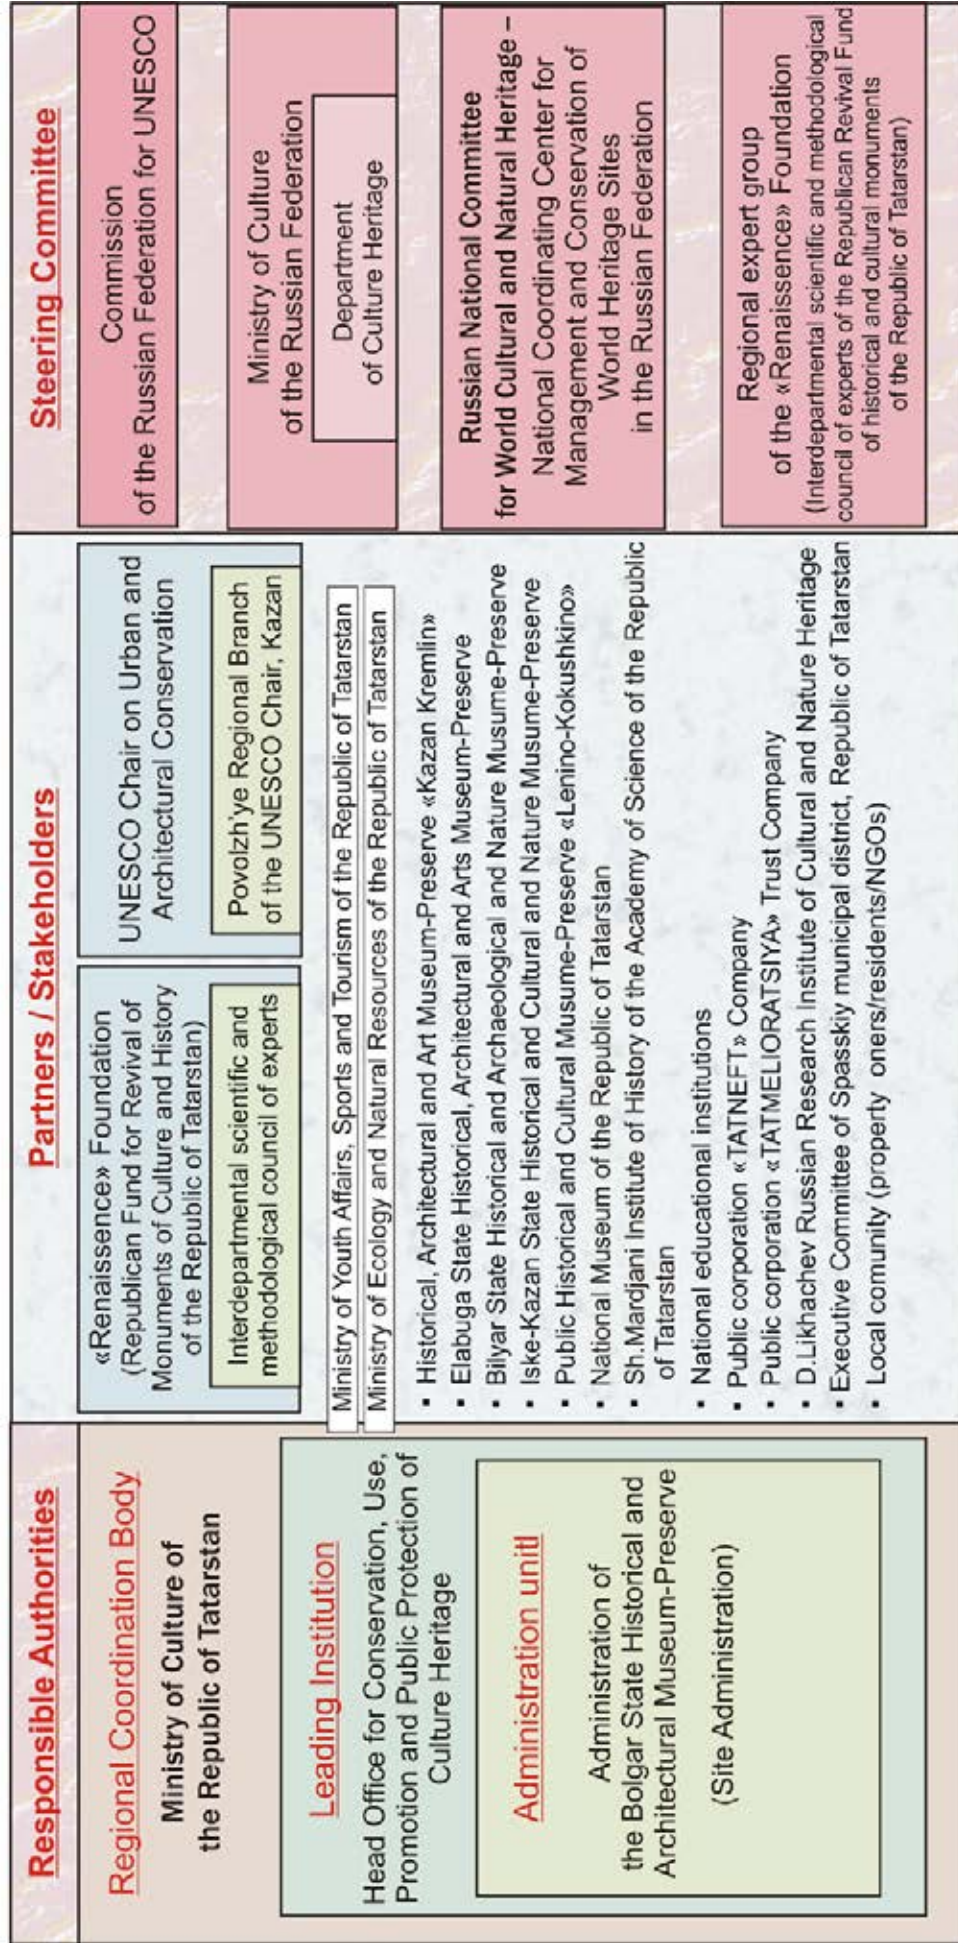 Responsible Authorities
Regional Coordination Body
Ministry of Culture of
the Republic of Tatarstan
Leading Institution
Head Office for Conservation, Use,
Promotion and Public Protection of
Culture Heritage
Administration unitl
Administration of
the Bolgar State Historical and
Architectural Museum-Preserve
(Site Administration)
Partners / Stakeholders
«Renaissence» Foundation
(Republican Fund for Revival of
Monuments of Culture and History
of the Republic of Tatarstan)
Interdepartmental scientific and
methodological council of experts
UNESCO Chair on Urban and
Architectural Conservation
Povolzh'ye Regional Branch
of the UNESCO Chair, Kazan
Ministry of Youth Affairs, Sports and Tourism of the Republic of Tatarstan
Ministry of Ecology and Natural Resources of the Republic of Tatarstan
▪ Historical, Architectural and Art Museum-Preserve «Kazan Kremlin»
▪ Elabuga State Historical, Architectural and Arts Museum-Preserve
▪ Bilyar State Historical and Archaeological and Nature Musume-Preserve
▪ Iske-Kazan State Historical and Cultural and Nature Musume-Preserve
▪ Public Historical and Cultural Musume-Preserve «Lenino-Kokushkino»
▪ National Museum of the Republic of Tatarstan
▪ Sh.Mardjani Institute of History of the Academy of Science of the Republic
of Tatarstan
▪ National educational institutions
▪ Public corporation «TATNEFT» Company
▪ Public corporation «TATMELIORATSIYA» Trust Company
▪ D.Likhachev Russian Research Institute of Cultural and Nature Heritage
▪ Executive Committee of Spasskiy municipal district, Republic of Tatarstan
▪ Local comunity (property oners/residents/NGOs)
Steering Committee
Commission
of the Russian Federation for UNESCO
Ministry of Culture
of the Russian Federation
Department
of Culture Heritage
Russian National Committee
for World Cultural and Natural Heritage –
National Coordinating Center for
Management and Conservation of
World Heritage Sites
in the Russian Federation
Regional expert group
of the «Renaissence» Foundation
(Interdepartmental scientific and methodological
council of experts of the Republican Revival Fund
of historical and cultural monuments
of the Republic of Tatarstan)